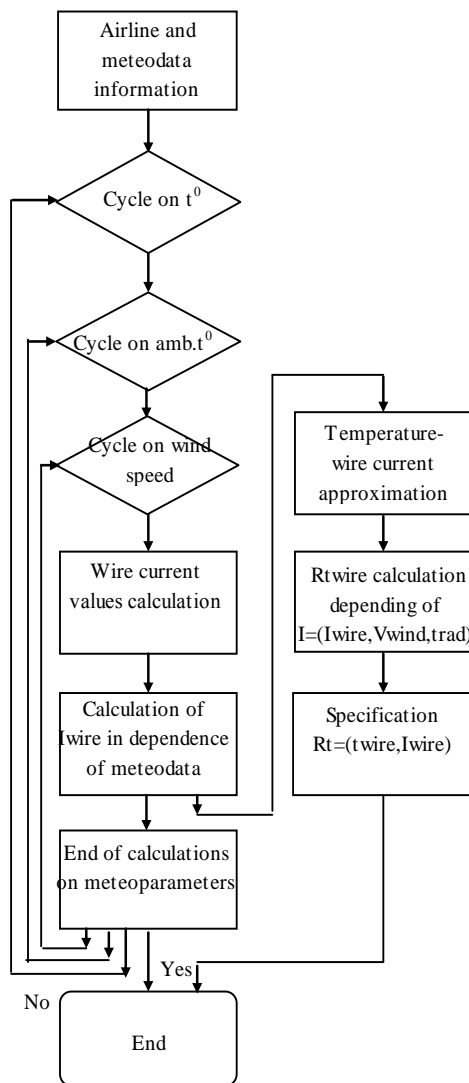 Airline and
meteodata
information
Cycle on t⁰
Cycle on amb.t⁰
Cycle on wind
speed
Wire current
values calculation
Calculation of
Iwire in dependence
of meteodata
End of calculations
on meteoparameters
Temperature-
wire current
approximation
Rtwire calculation
depending of
I=(Iwire,Vwind,trad)
Specification
Rt=(twire,Iwire)
Yes
No
End